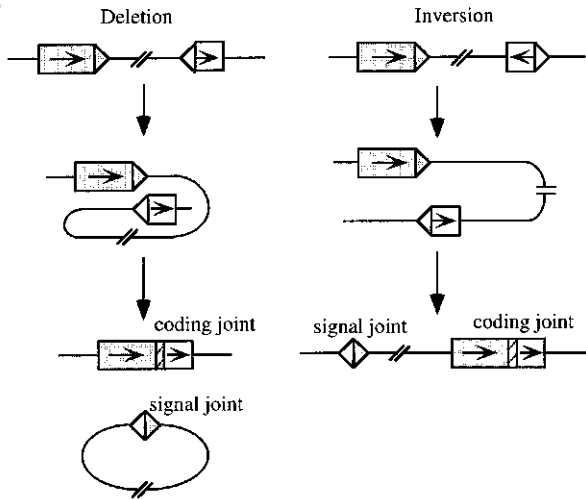 Deletion
Inversion
coding joint
signal joint
signal joint
coding joint